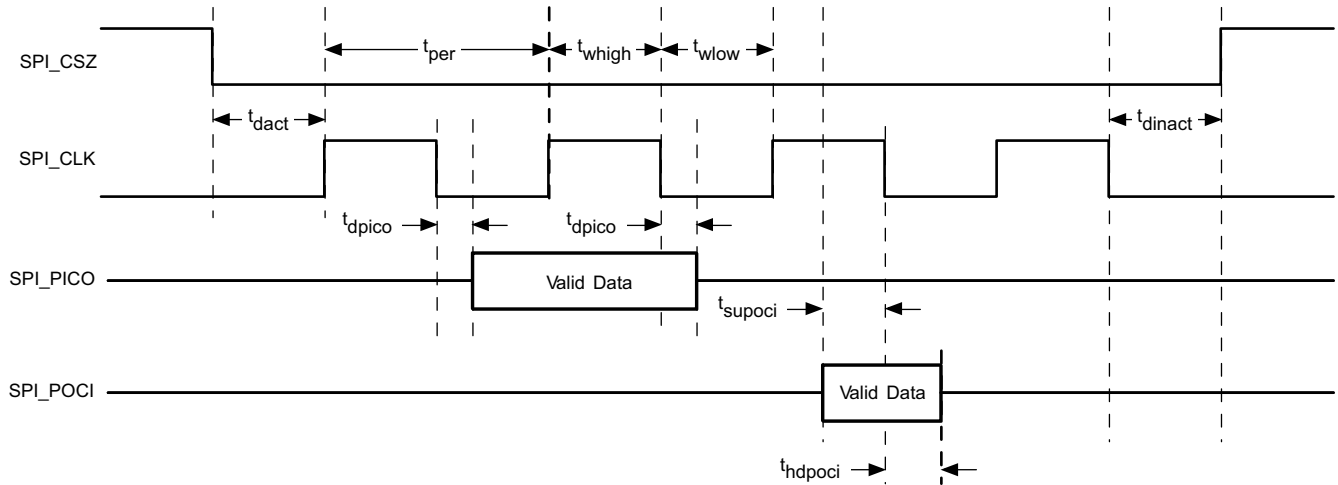 SPI_CSZ
t_per
t_whigh
t_wlow
t_dact
t_dinact
SPI_CLK
t_dpico
t_dpico
SPI_PICO
Valid Data
t_supoci
SPI_POCI
Valid Data
t_hdpoci